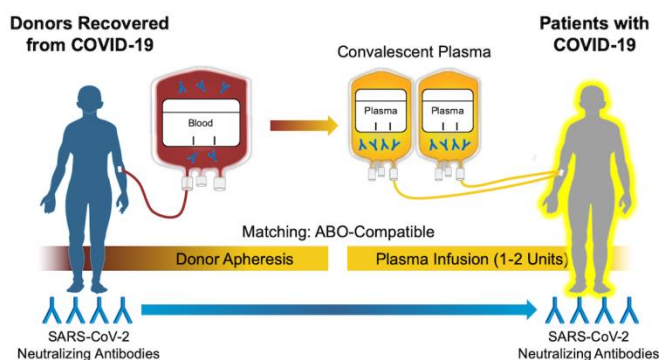 Donors Recovered
from COVID-19
Patients with
COVID-19
Convalescent Plasma
Blood
Plasma
Plasma
Matching: ABO-Compatible
Donor Apheresis
Plasma Infusion (1-2 Units)
SARS-CoV-2
Neutralizing Antibodies
SARS-CoV-2
Neutralizing Antibodies